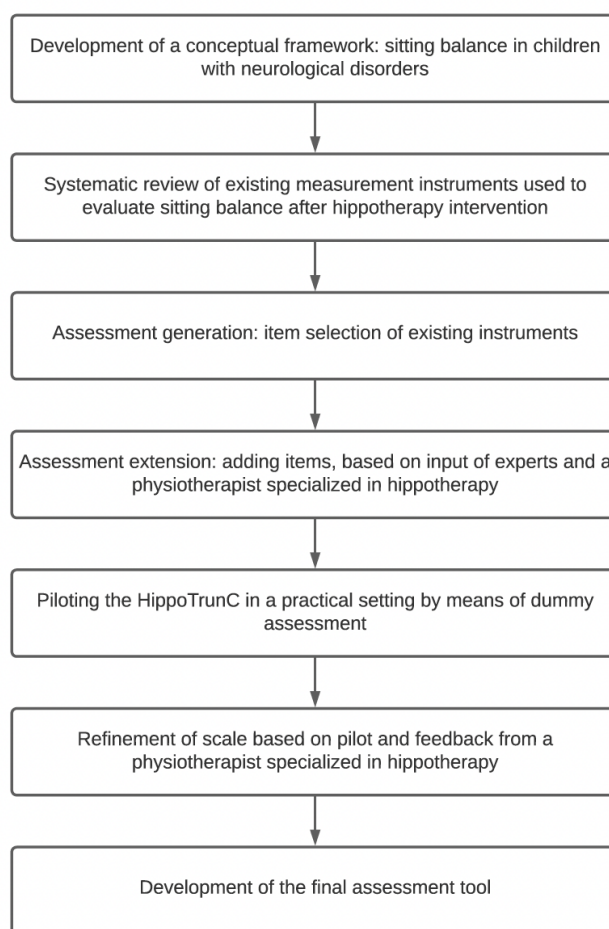 Development of a conceptual framework: sitting balance in children
with neurological disorders
Systematic review of existing measurement instruments used to
evaluate sitting balance after hippotherapy intervention
Assessment generation: item selection of existing instruments
Assessment extension: adding items, based on input of experts and a
physiotherapist specialized in hippotherapy
Piloting the HippoTrunC in a practical setting by means of dummy
assessment
Refinement of scale based on pilot and feedback from a
physiotherapist specialized in hippotherapy
Development of the final assessment tool